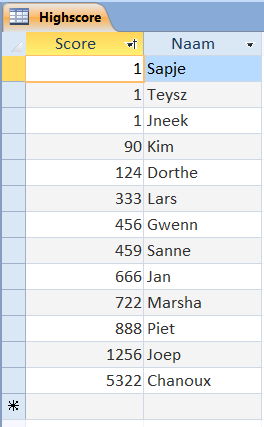 Highscore
Score Naam
1 Sapje
1 Teysz
1 Jneek
90 Kim
124 Dorthe
333 Lars
456 Gwenn
459 Sanne
666 Jan
722 Marsha
888 Piet
1256 Joep
5322 Chanoux